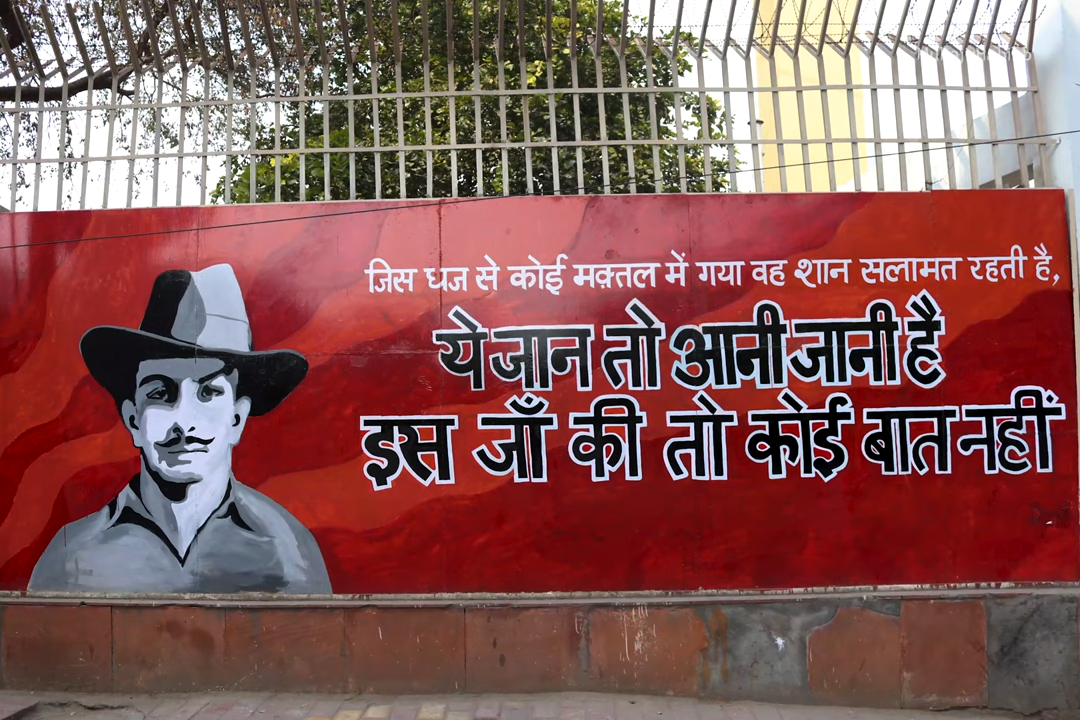 जिस धज से कोई मक़्तल में गया वह शान सलामत रहती है,
ये जान तो आनी जानी है
इस जाँ की तो कोई बात नहीं